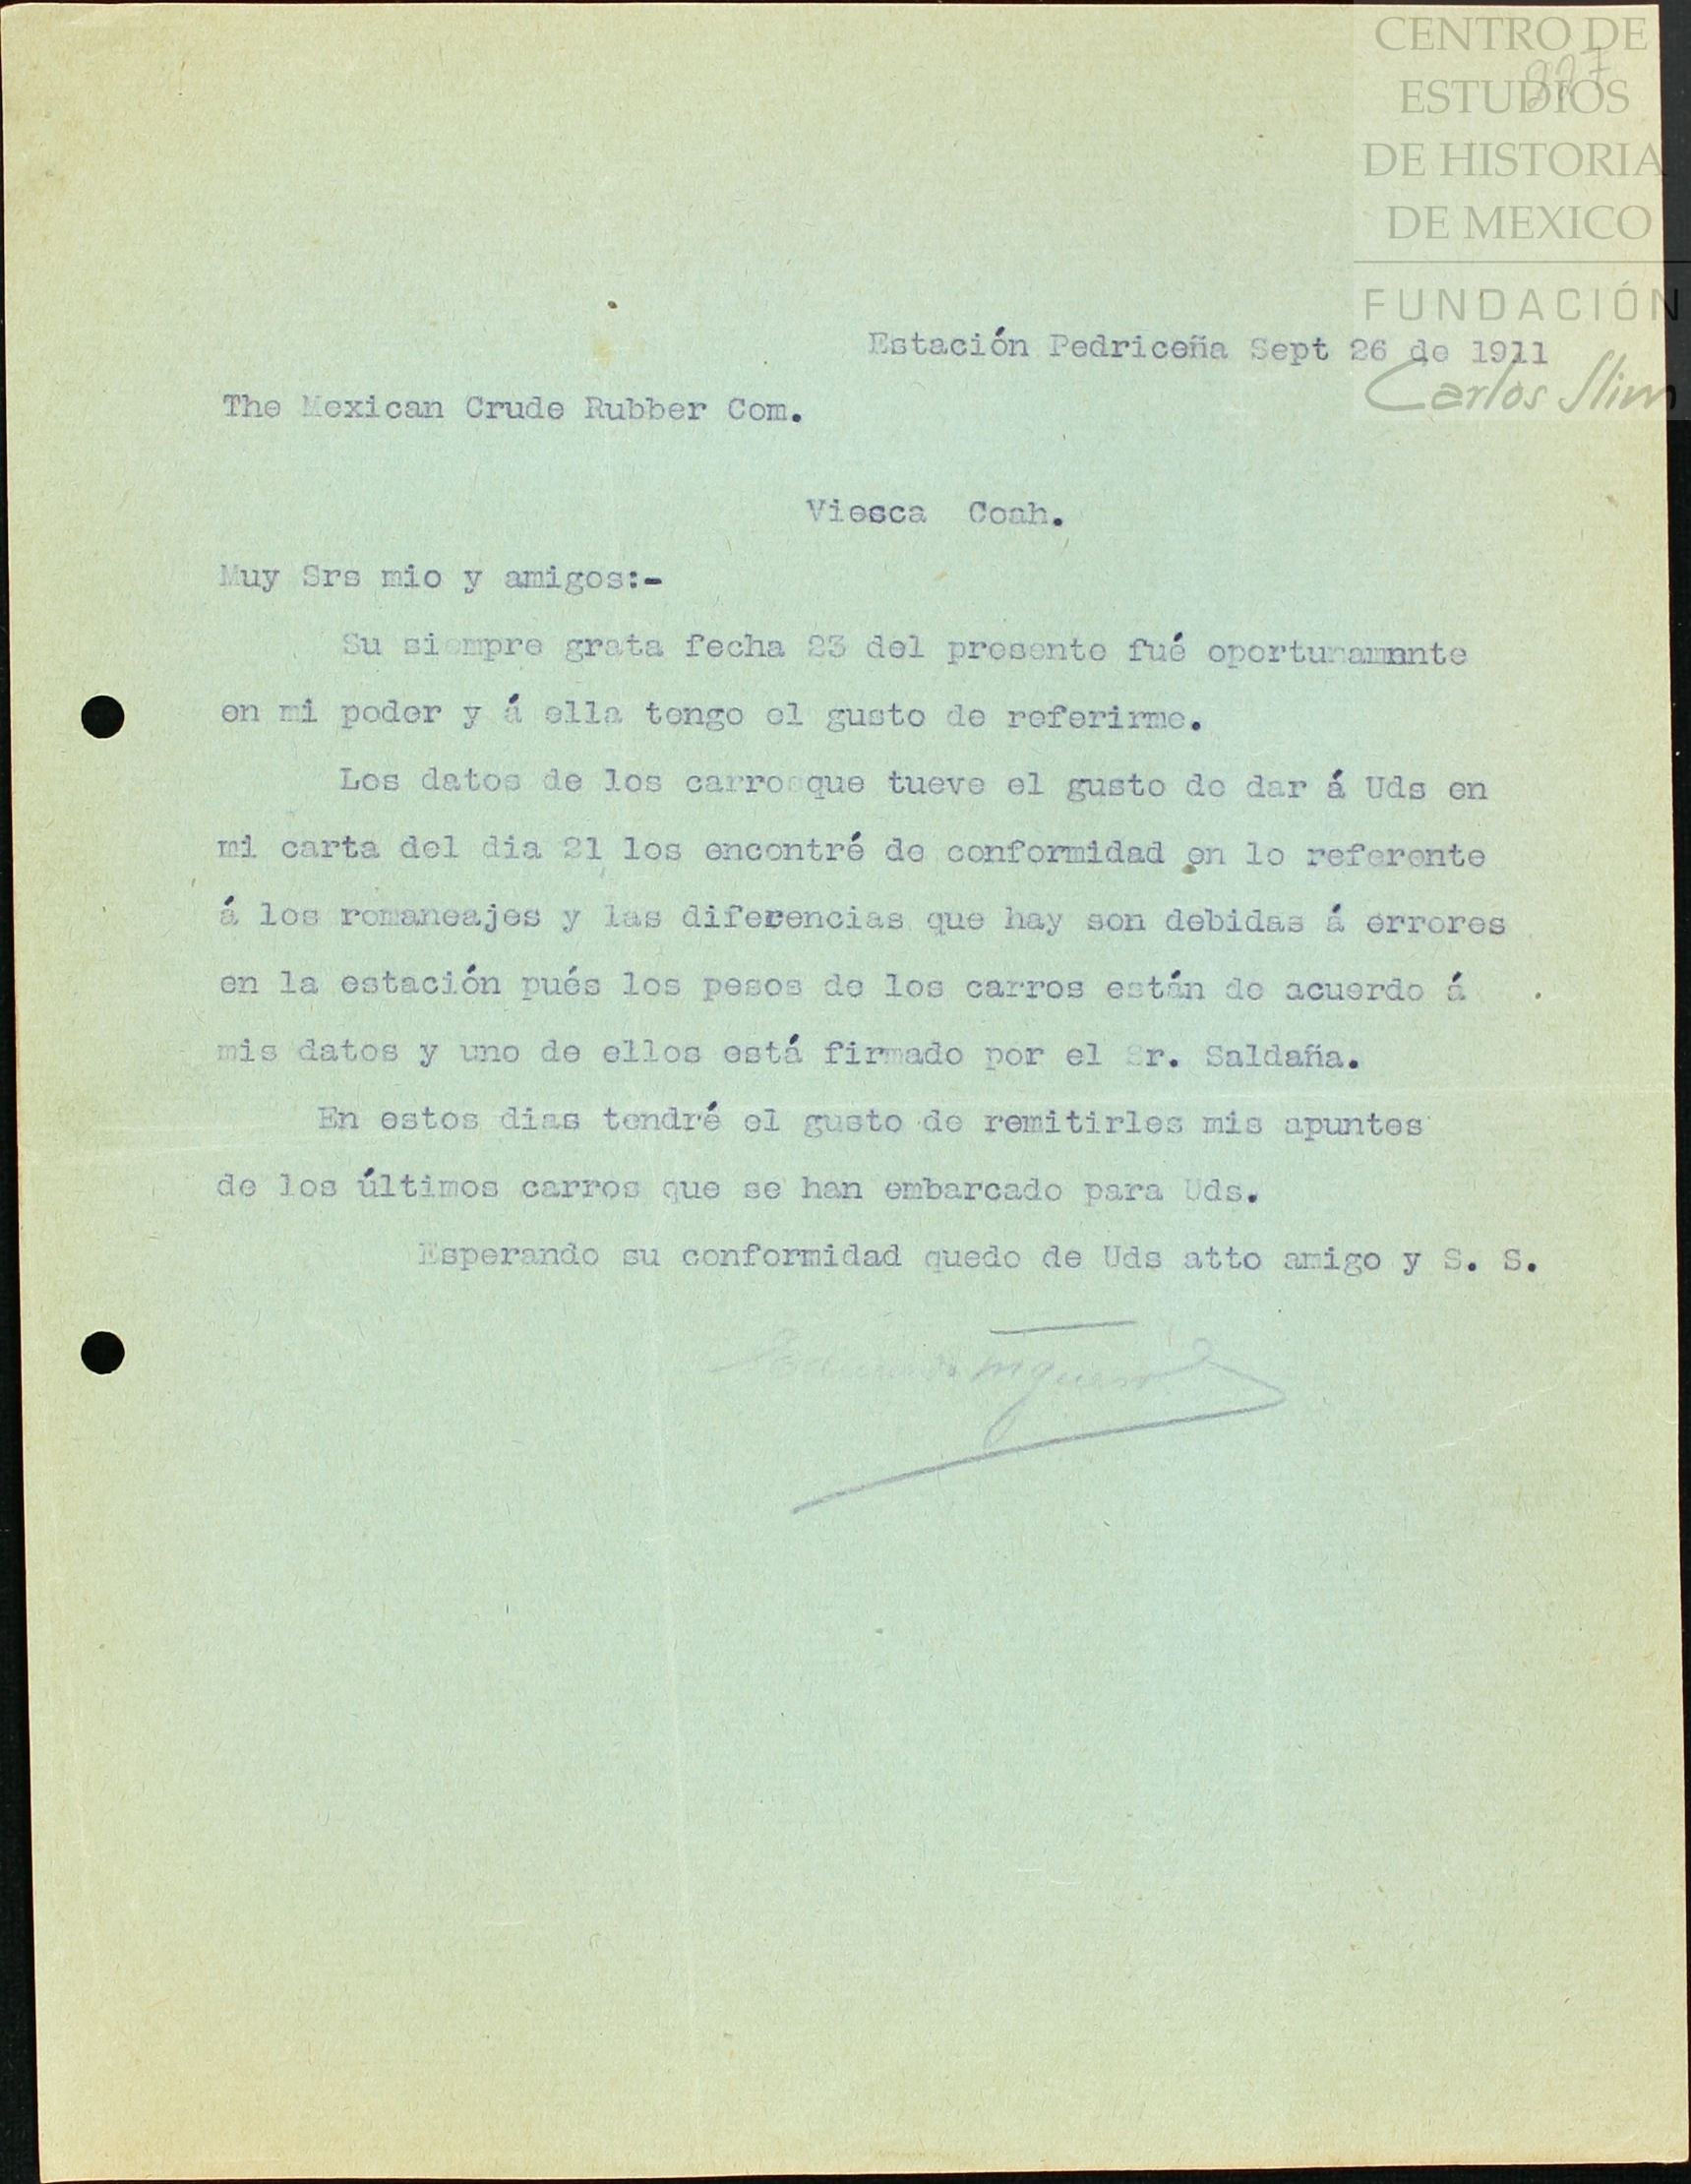 CENTRO DE
ESTUDIOS
DE HISTORIA
DE MEXICO
FUNDACIÓN
Carlos Slim
227
Estación Pedriceña Sept 26 de 1911
The Mexican Crude Rubber Com.
Viesca Coah.
Muy Srs mio y amigos:-
Su siempre grata fecha 23 del presente fué oportunamnnte
en mi poder y á ella tengo el gusto de referirme.
Los datos de los carrosque tueve el gusto de dar á Uds en
mi carta del dia 21 los encontré de conformidad en lo referente
á los romaneajes y las diferencias que hay son debidas á errores
en la estación pués los pesos de los carros están de acuerdo á
mis datos y uno de ellos está firmado por el Sr. Saldaña.
En estos dias tendré el gusto de remitirles mis apuntes
de los últimos carros que se han embarcado para Uds.
Esperando su conformidad quedo de Uds atto amigo y S. S.